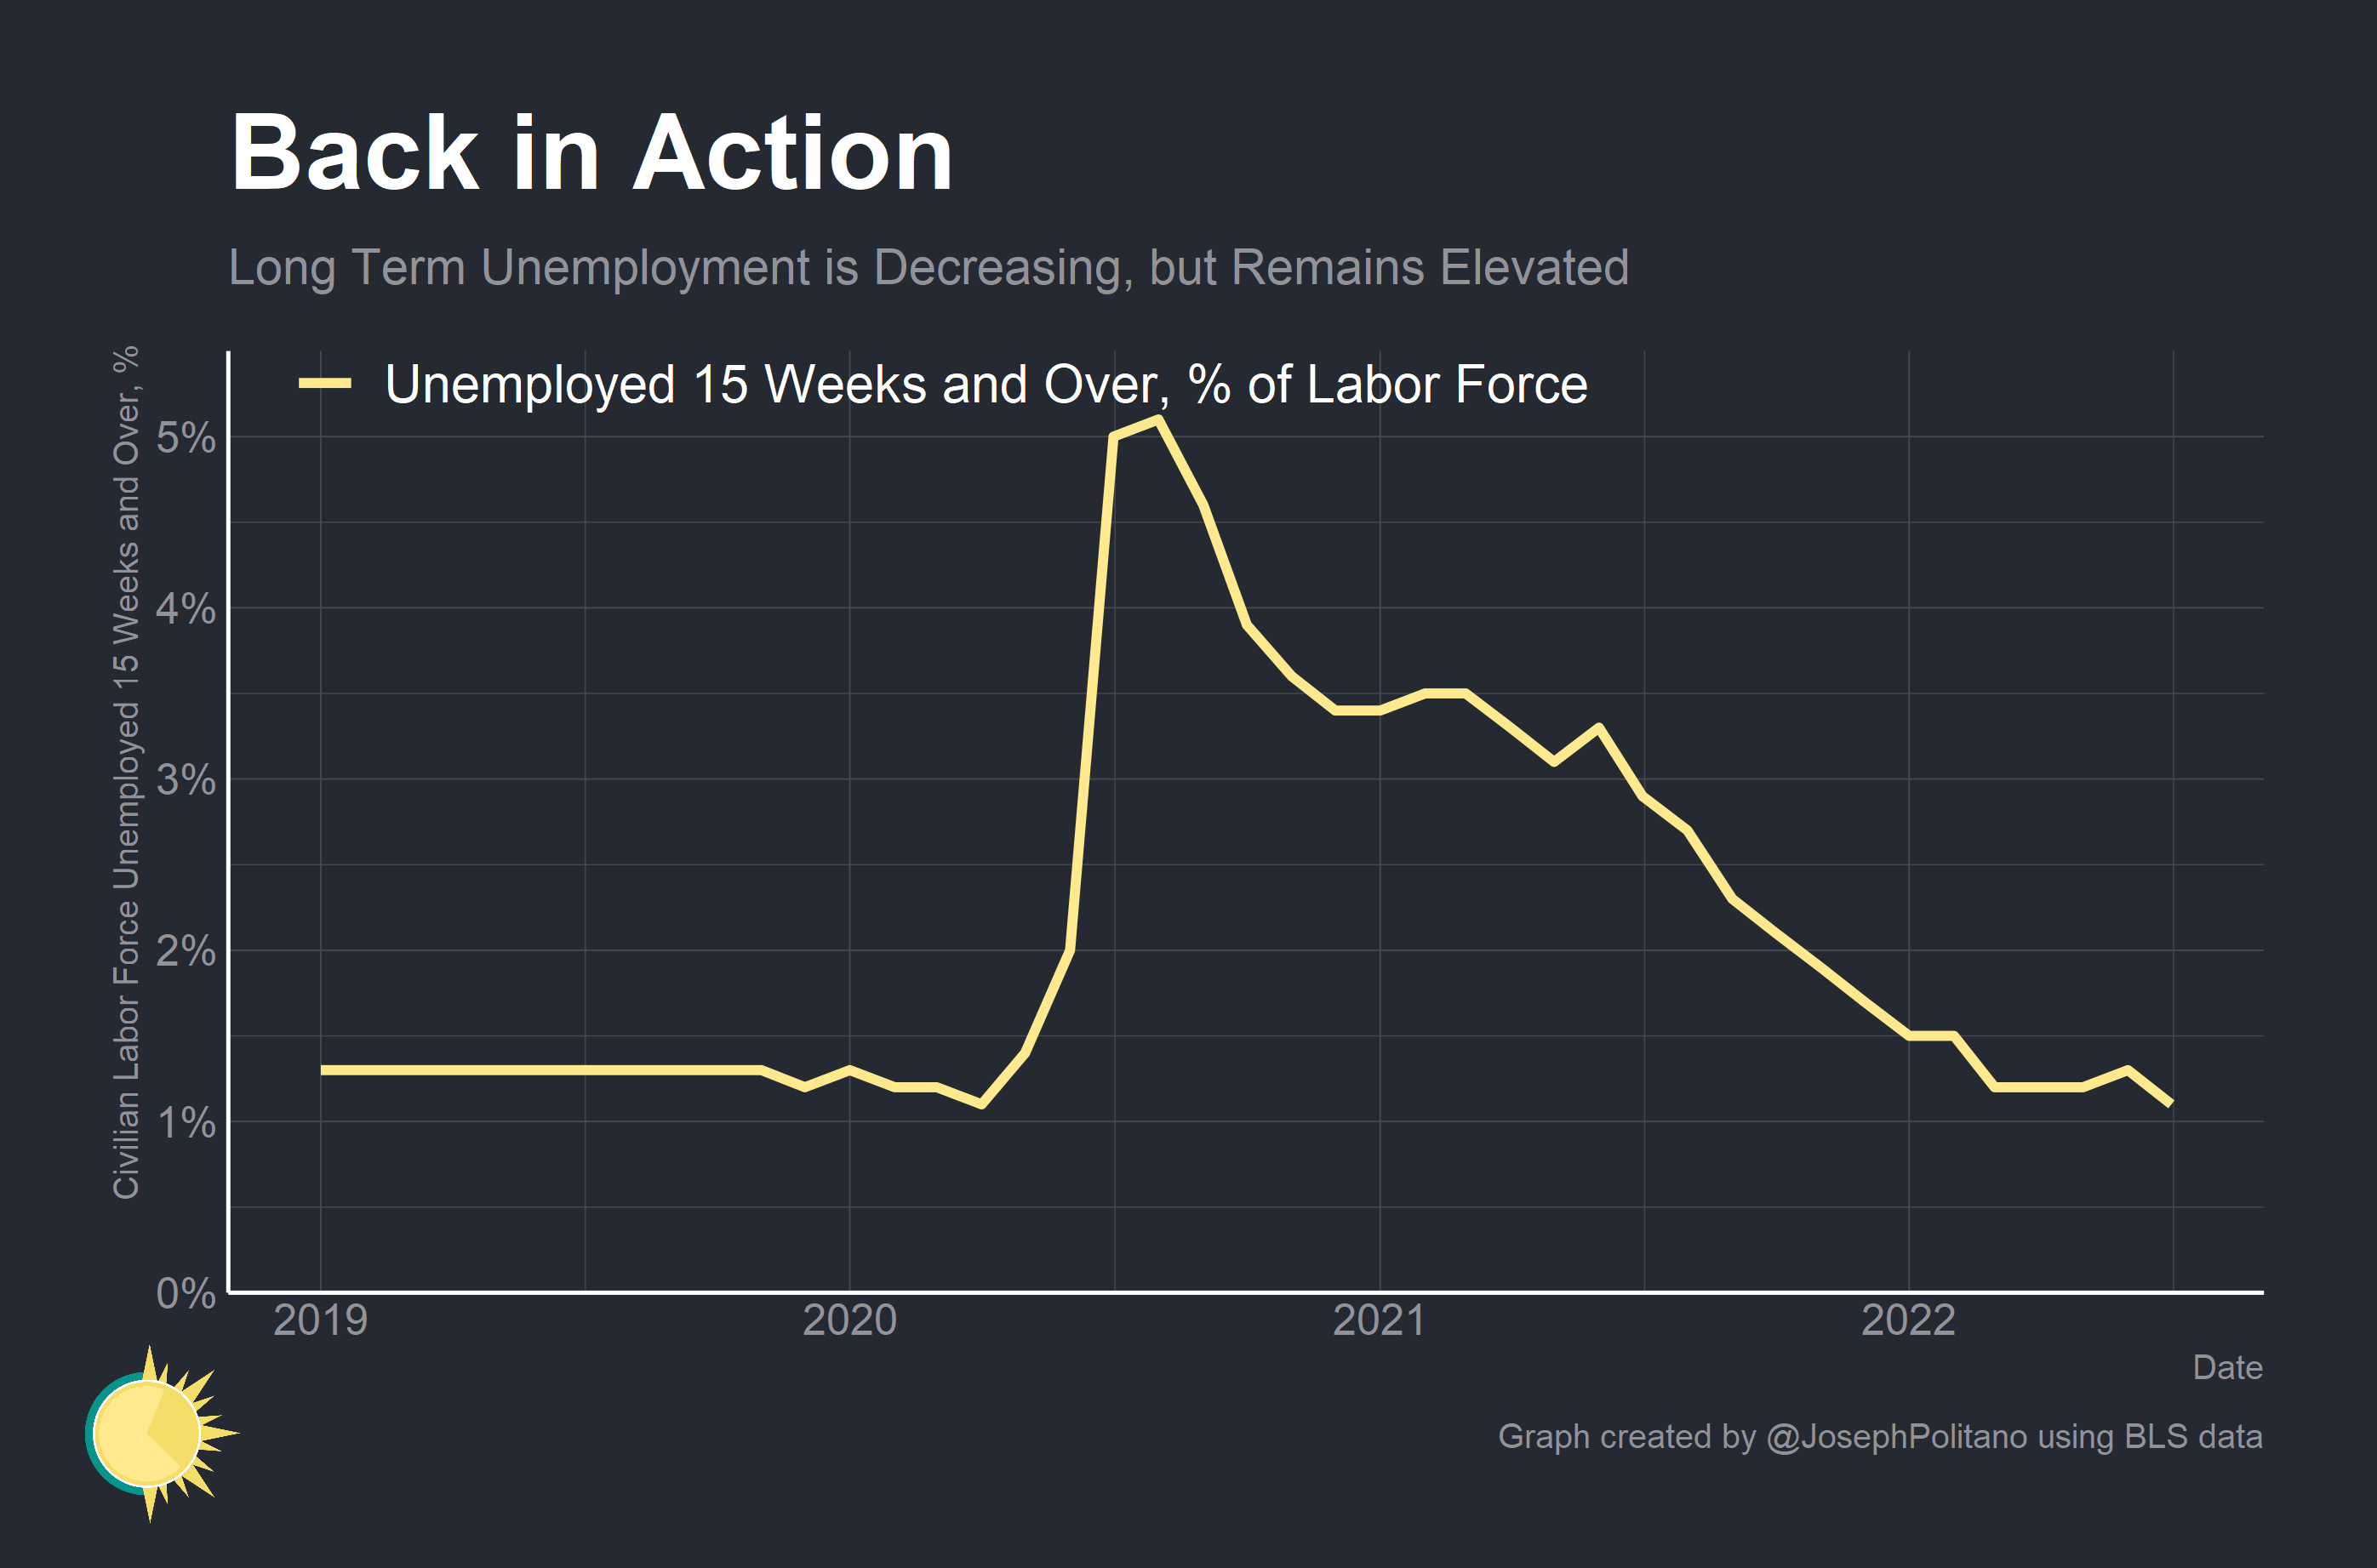 Back in Action
Long Term Unemployment is Decreasing, but Remains Elevated
Civilian Labor Force Unemployed 15 Weeks and Over, %
Unemployed 15 Weeks and Over, % of Labor Force
5%
4%
3%
2%
1%
0%
2019 2020 2021 2022
Date
Graph created by @JosephPolitano using BLS data